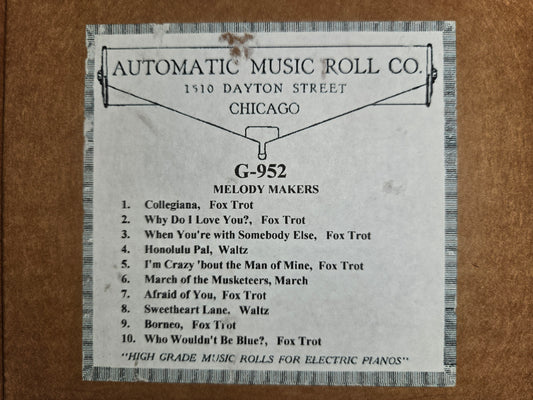 AUTOMATIC MUSIC ROLL CO.
1510 DAYTON STREET
CHICAGO
G-952
MELODY MAKERS
1. Collegiana, Fox Trot
2. Why Do I Love You?, Fox Trot
3. When You're with Somebody Else, Fox Trot
4. Honolulu Pal, Waltz
5. I'm Crazy 'bout the Man of Mine, Fox Trot
6. March of the Musketeers, March
7. Afraid of You, Fox Trot
8. Sweetheart Lane. Waltz
9. Borneo, Fox Trot
10. Who Wouldn't Be Blue?, Fox Trot
"HIGH GRADE MUSIC ROLLS FOR ELECTRIC PIANOS"